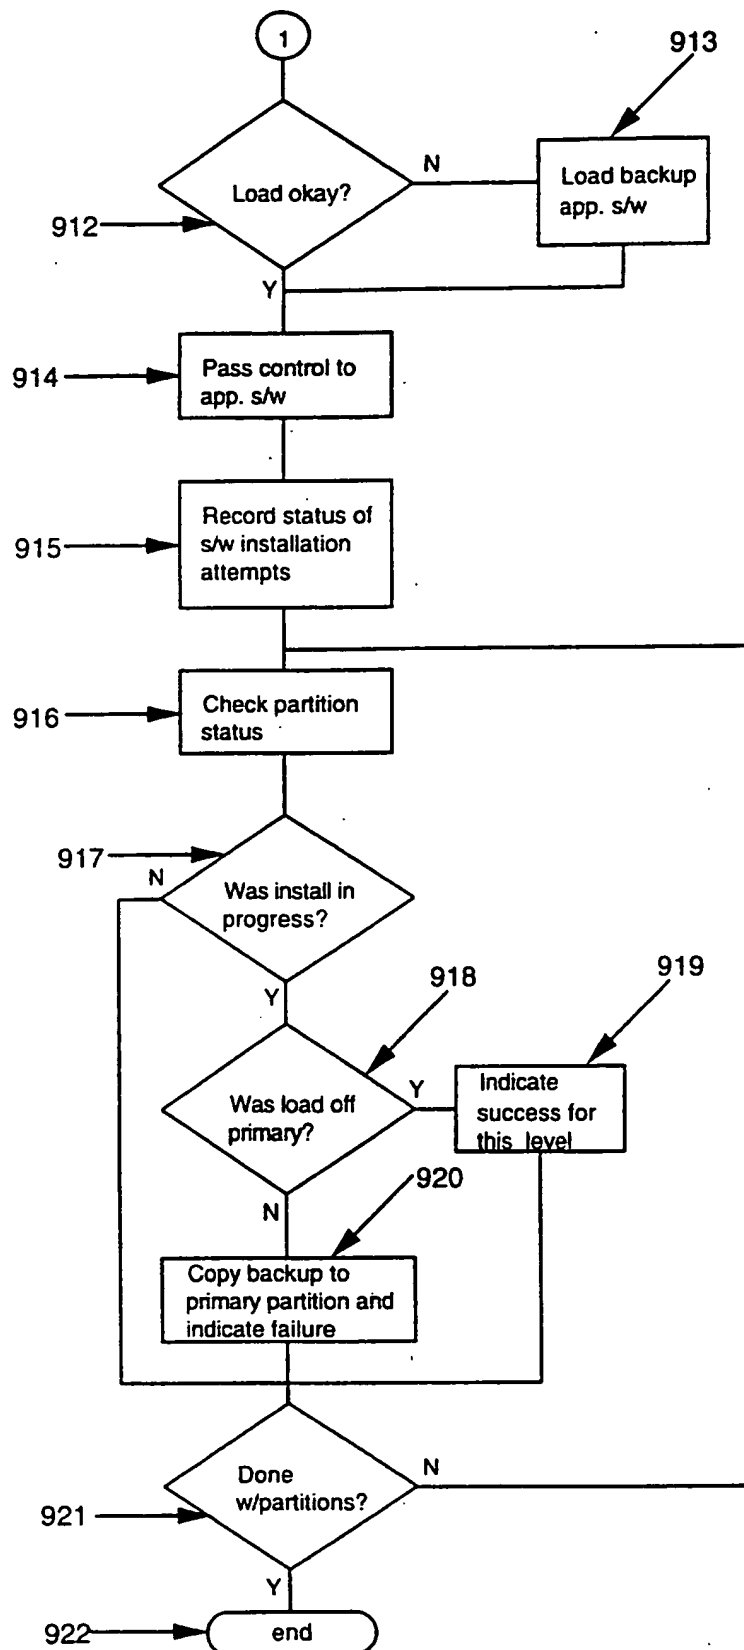 1
913
Load okay?
N
Load backup
app. s/w
912
Y
914
Pass control to
app. s/w
915
Record status of
s/w installation
attempts
916
Check partition
status
917
N
Was install in
progress?
Y
918
919
Was load off
primary?
Y
Indicate
success for
this level
N
920
Copy backup to
primary partition and
indicate failure
Done
w/partitions?
N
921
Y
922
end